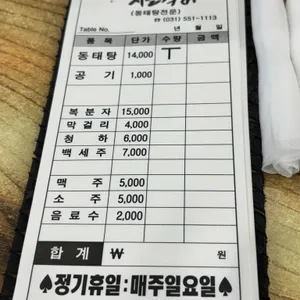 (동태탕전문)
☎ (031) 551-1113
Table No. 년 월 일
품목 단가 수량 금액
동태탕 14,000 ㅜ
공기 1,000
복분자 15,000
막걸리 4,000
청하 6,000
백세주 7,000
맥주 5,000
소주 5,000
음료수 2,000
합계 ₩ 원
♠정기휴일:매주일요일♠